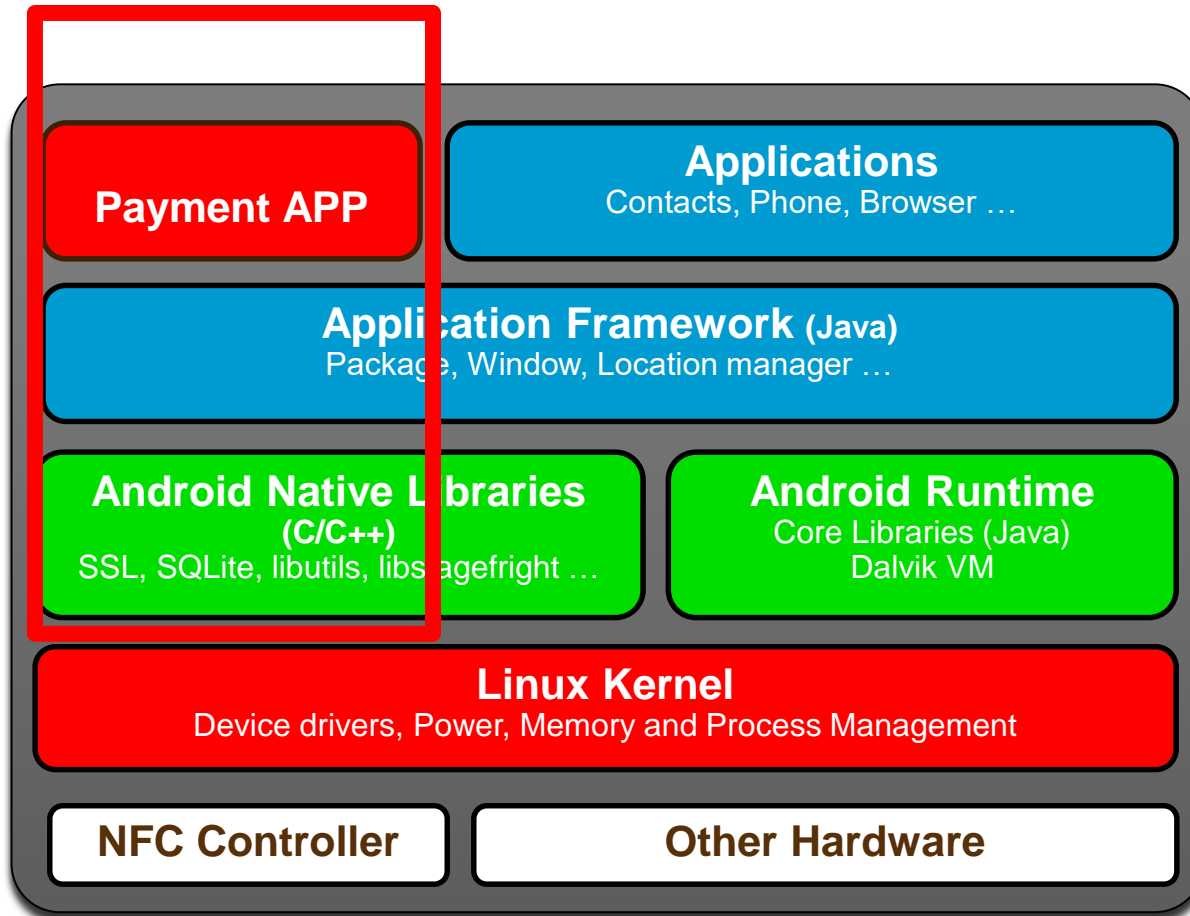 Payment APP
Applications
Contacts, Phone, Browser …
Application Framework (Java)
Package, Window, Location manager …
Android Native Libraries
(C/C++)
SSL, SQLite, libutils, libstagefright …
Android Runtime
Core Libraries (Java)
Dalvik VM
Linux Kernel
Device drivers, Power, Memory and Process Management
NFC Controller
Other Hardware